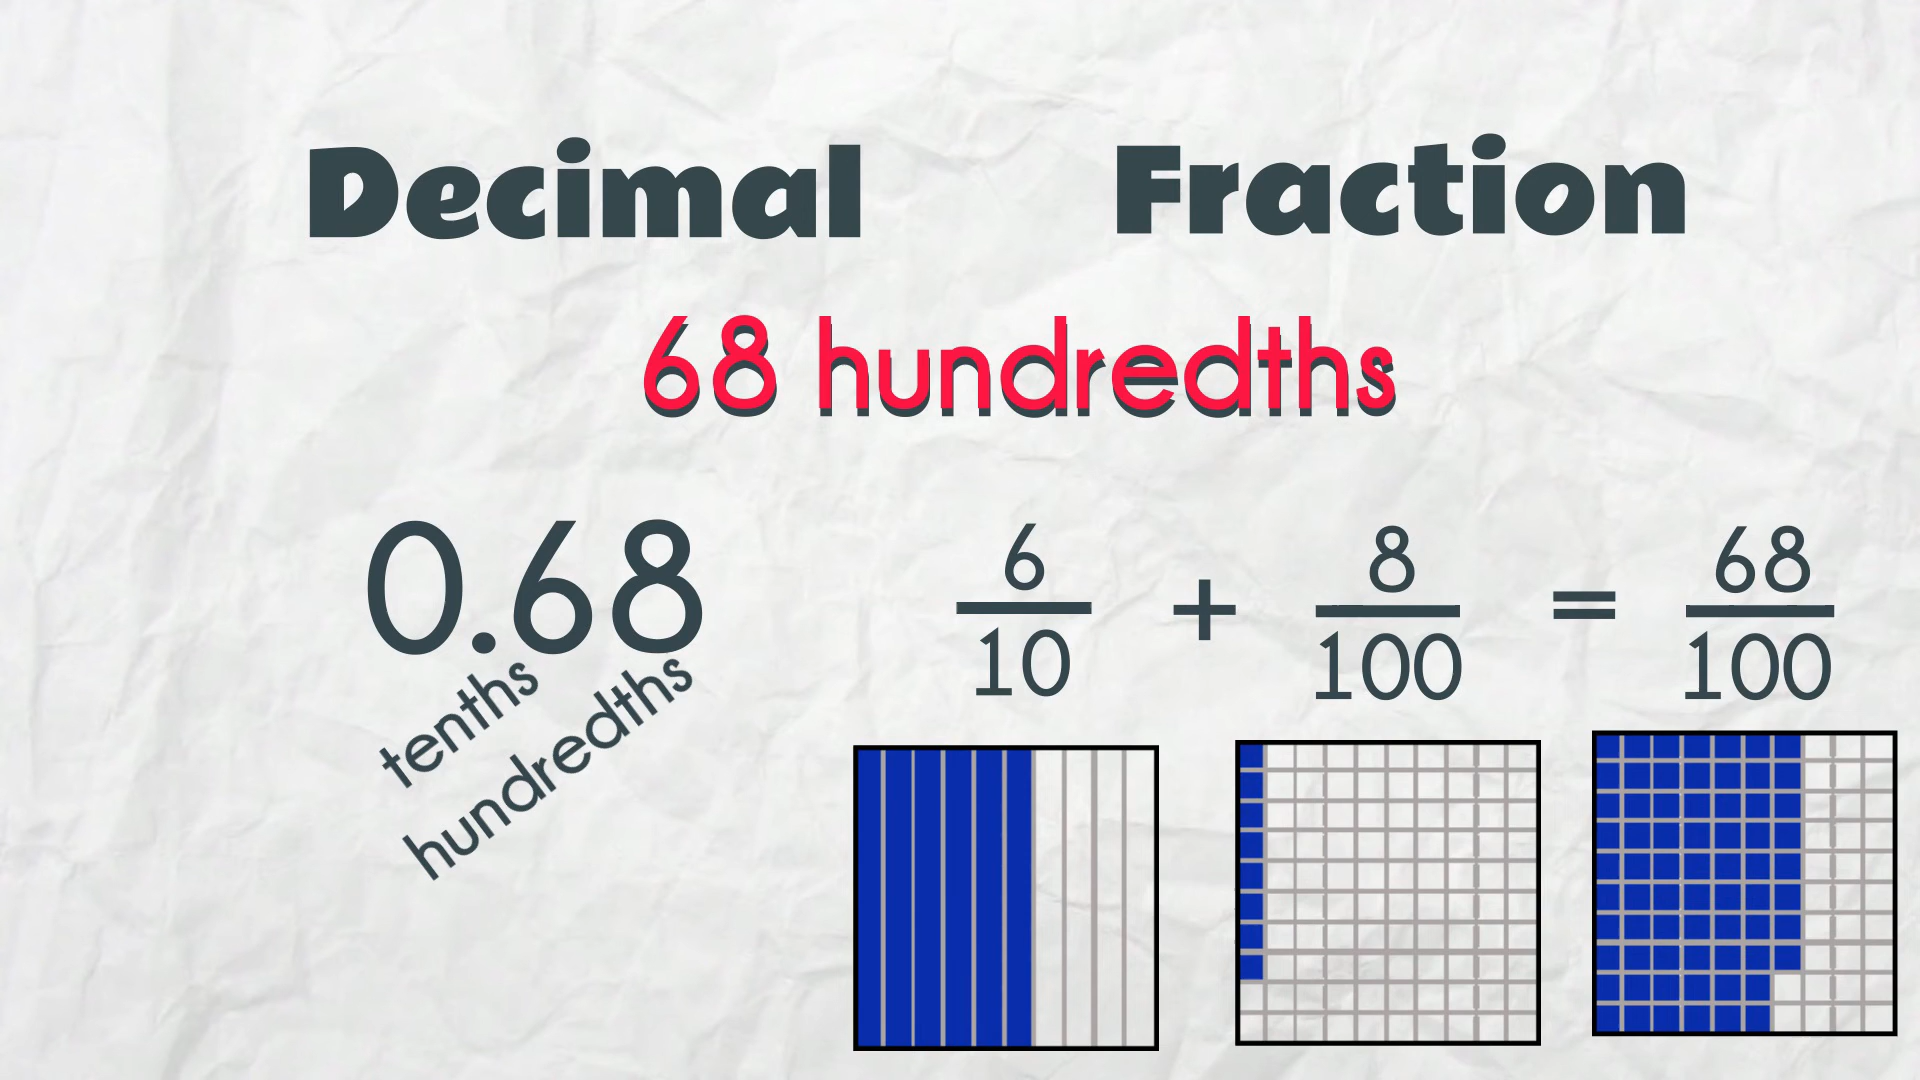 Decimal Fraction
68 hundredths
0.68
tenths
hundredths
6/10 + 8/100 = 68/100